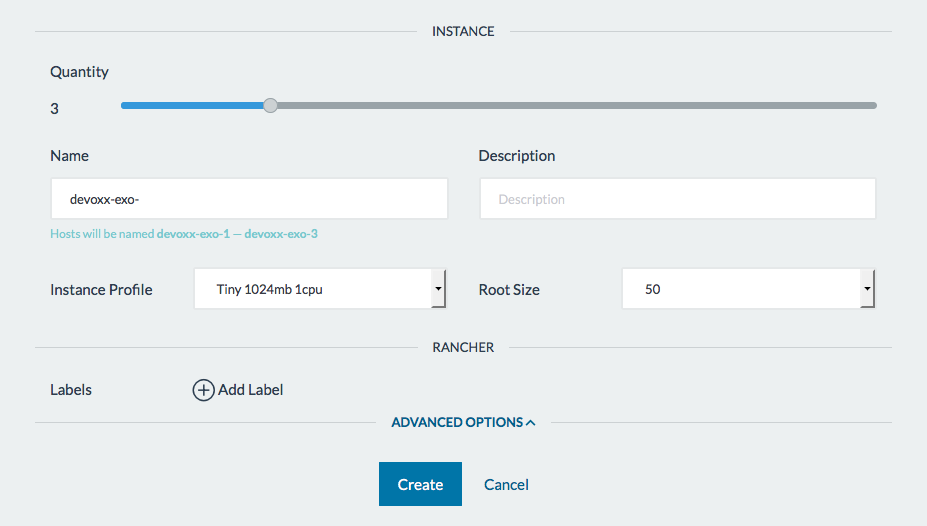 INSTANCE
Quantity
3
Name
Description
devoxx-exo-
Description
Hosts will be named devoxx-exo-1 — devoxx-exo-3
Instance Profile
Tiny 1024mb 1cpu
Root Size
50
RANCHER
Labels
Add Label
ADVANCED OPTIONS
Create
Cancel